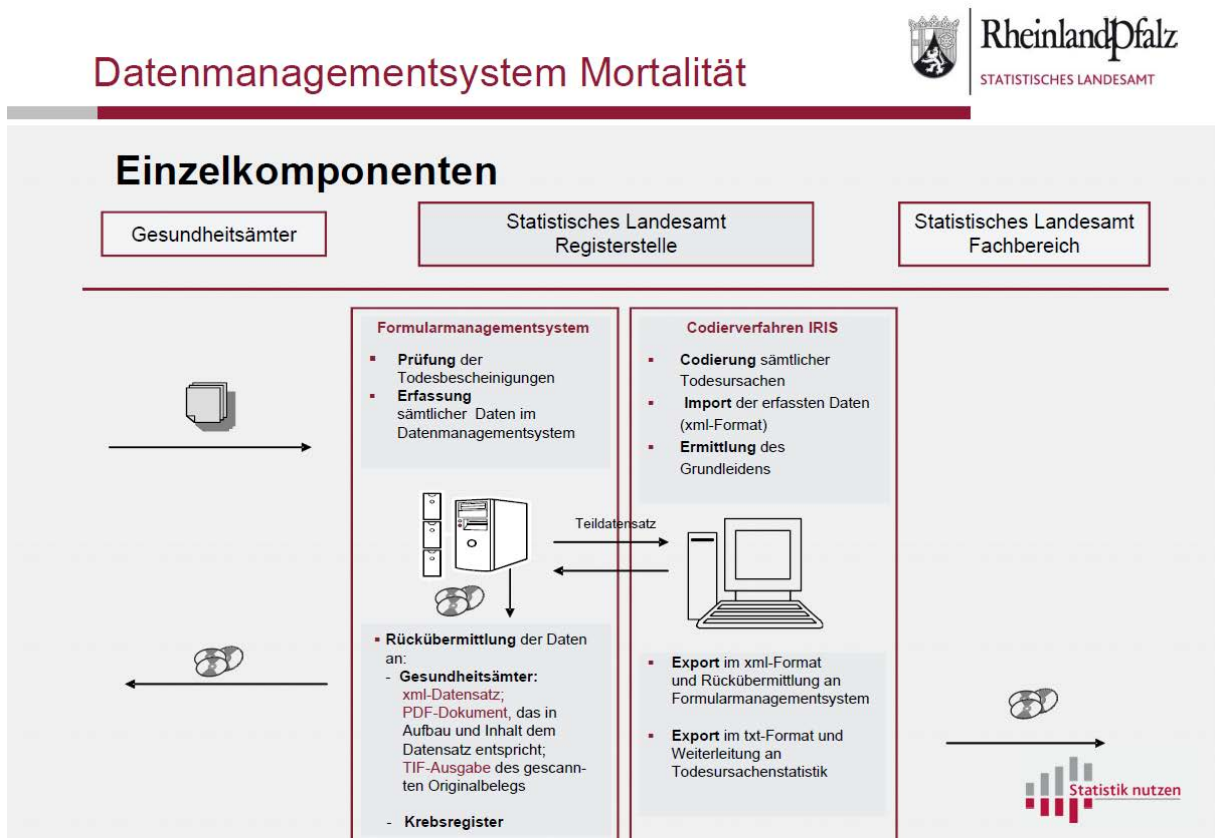 Datenmanagementsystem Mortalität
RheinlandPfalz
STATISTISCHES LANDESAMT
Einzelkomponenten
Gesundheitsämter
Statistisches Landesamt
Registerstelle
Statistisches Landesamt
Fachbereich
Formularmanagementsystem
▪ Prüfung der
Todesbescheinigungen
▪ Erfassung
sämtlicher Daten im
Datenmanagementsystem
Codierverfahren IRIS
▪ Codierung sämtlicher
Todesursachen
▪ Import der erfassten Daten
(xml-Format)
▪ Ermittlung des
Grundleidens
Teildatensatz
▪ Rückübermittlung der Daten
an:
- Gesundheitsämter:
xml-Datensatz;
PDF-Dokument, das in
Aufbau und Inhalt dem
Datensatz entspricht;
TIF-Ausgabe des gescann-
ten Originalbelegs
- Krebsregister
▪ Export im xml-Format
und Rückübermittlung an
Formularmanagementsystem
▪ Export im txt-Format und
Weiterleitung an
Todesursachenstatistik
Statistik nutzen